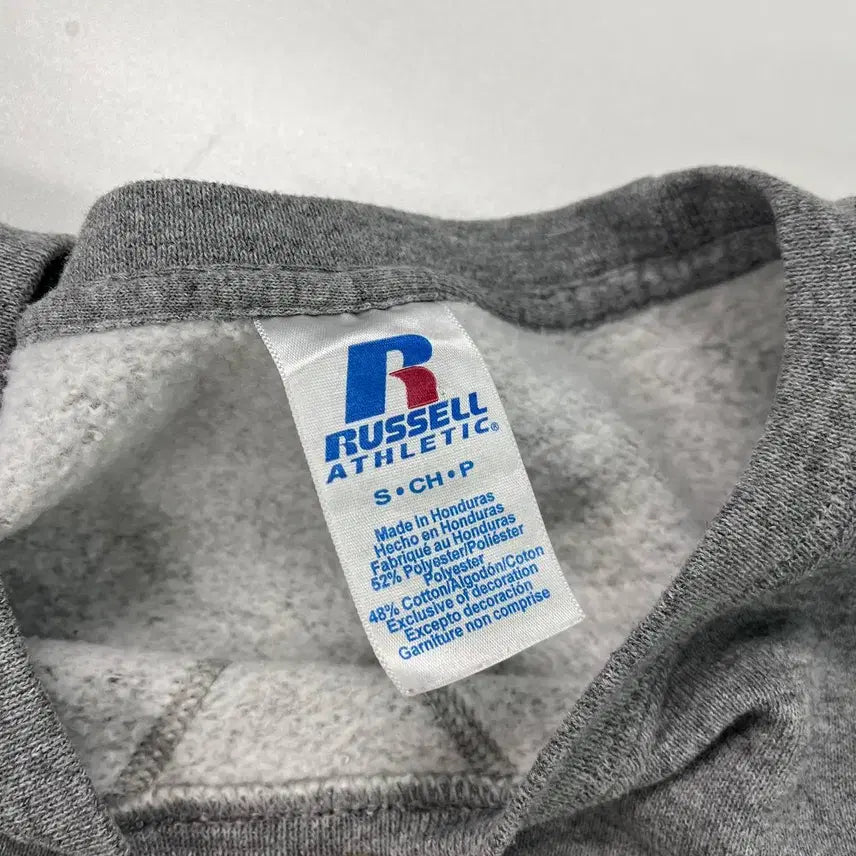 R
RUSSELL
ATHLETIC®
S•CH•P
Made in Honduras
Hecho en Honduras
Fabriqué au Honduras
52% Polyester/Poliéster
Polyester
48% Cotton/Algodón/Coton
Exclusive of decoration
Excepto decoración
Garniture non comprise